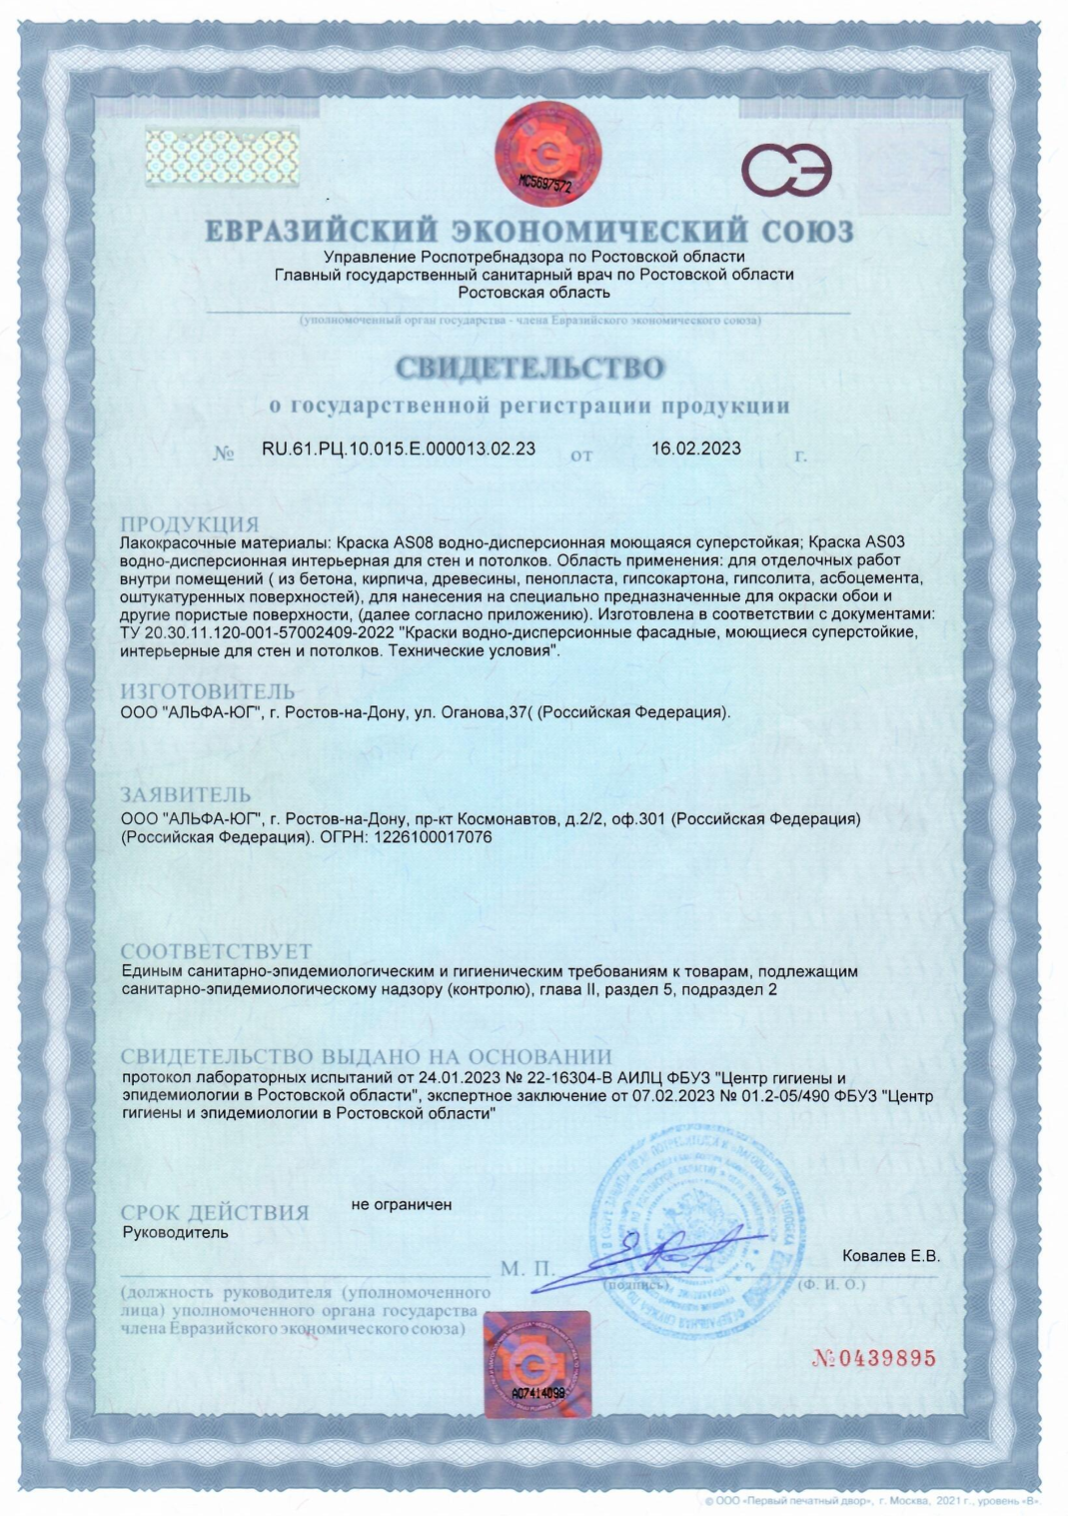 МС5697572
СЭ
ЕВРАЗИЙСКИЙ ЭКОНОМИЧЕСКИЙ СОЮЗ
Управление Роспотребнадзора по Ростовской области
Главный государственный санитарный врач по Ростовской области
Ростовская область
(уполномоченный орган государства - члена Евразийского экономического союза)
СВИДЕТЕЛЬСТВО
о государственной регистрации продукции
№ RU.61.РЦ.10.015.Е.000013.02.23 от 16.02.2023 г.
ПРОДУКЦИЯ
Лакокрасочные материалы: Краска AS08 водно-дисперсионная моющаяся суперстойкая; Краска AS03
водно-дисперсионная интерьерная для стен и потолков. Область применения: для отделочных работ
внутри помещений ( из бетона, кирпича, древесины, пенопласта, гипсокартона, гипсолита, асбоцемента,
оштукатуренных поверхностей), для нанесения на специально предназначенные для окраски обои и
другие пористые поверхности, (далее согласно приложению). Изготовлена в соответствии с документами:
ТУ 20.30.11.120-001-57002409-2022 "Краски водно-дисперсионные фасадные, моющиеся суперстойкие,
интерьерные для стен и потолков. Технические условия".
ИЗГОТОВИТЕЛЬ
ООО "АЛЬФА-ЮГ", г. Ростов-на-Дону, ул. Оганова,37( (Российская Федерация).
ЗАЯВИТЕЛЬ
ООО "АЛЬФА-ЮГ", г. Ростов-на-Дону, пр-кт Космонавтов, д.2/2, оф.301 (Российская Федерация)
(Российская Федерация). ОГРН: 1226100017076
СООТВЕТСТВУЕТ
Единым санитарно-эпидемиологическим и гигиеническим требованиям к товарам, подлежащим
санитарно-эпидемиологическому надзору (контролю), глава II, раздел 5, подраздел 2
СВИДЕТЕЛЬСТВО ВЫДАНО НА ОСНОВАНИИ
протокол лабораторных испытаний от 24.01.2023 № 22-16304-В АИЛЦ ФБУЗ "Центр гигиены и
эпидемиологии в Ростовской области", экспертное заключение от 07.02.2023 № 01.2-05/490 ФБУЗ "Центр
гигиены и эпидемиологии в Ростовской области"
СРОК ДЕЙСТВИЯ не ограничен
Руководитель
Ковалев Е.В.
М. П.
(подпись) (Ф. И. О.)
(должность руководителя (уполномоченного
лица) уполномоченного органа государства
члена Евразийского экономического союза)
№0439895
А07414099
© ООО «Первый печатный двор», г. Москва, 2021 г., уровень «В».